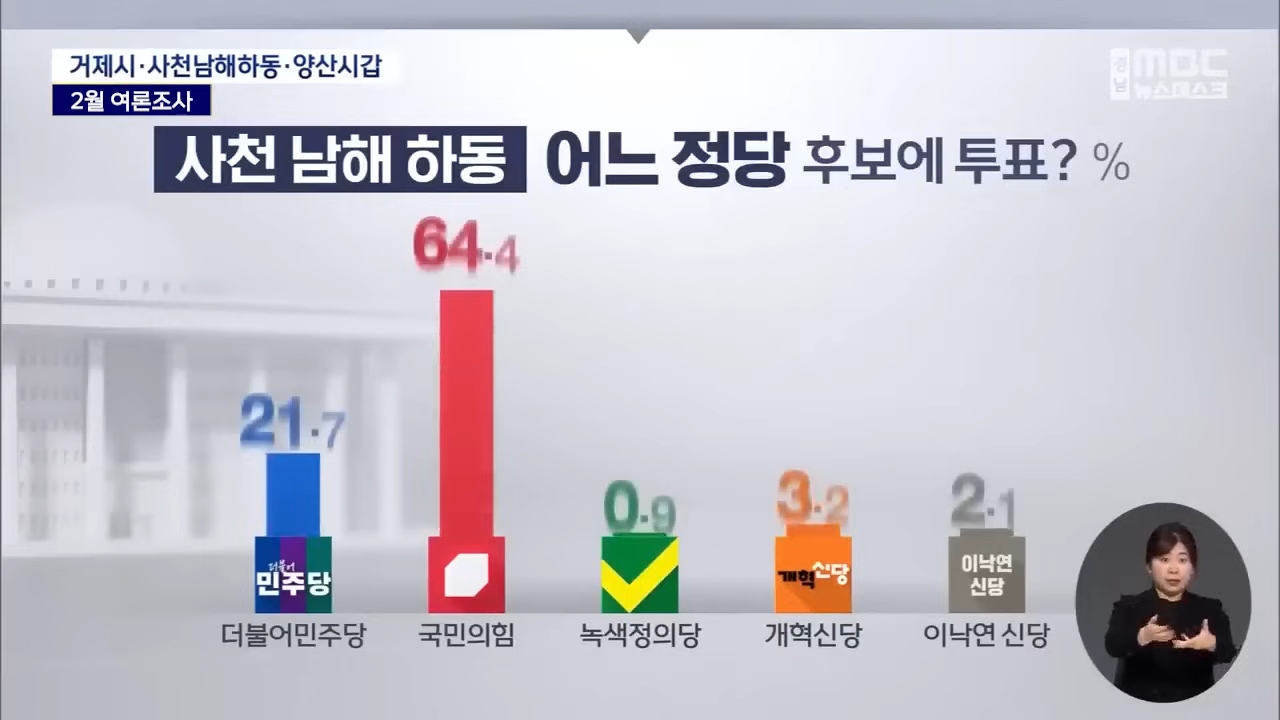 거제시·사천남해하동·양산시갑
2월 여론조사
경남 MBC
뉴스데스크
사천 남해 하동 어느 정당 후보에 투표? %
64.4
21.7
0.9
3.2
2.1
더불어
민주당
개혁신당
이낙연
신당
더불어민주당 국민의힘 녹색정의당 개혁신당 이낙연 신당